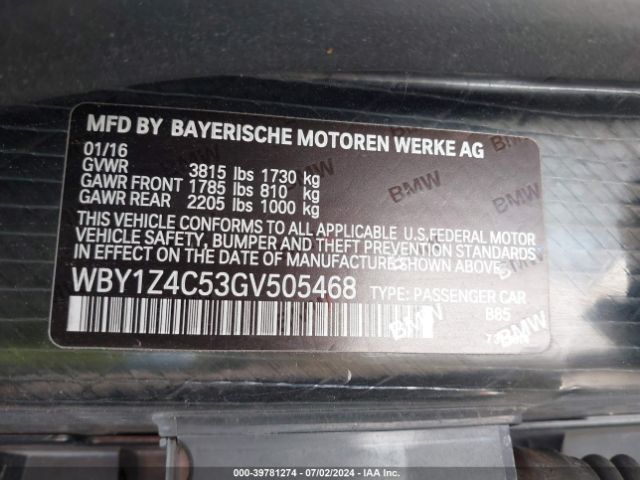 MFD BY BAYERISCHE MOTOREN WERKE AG
01/16
GVWR 3815 lbs 1730 kg
GAWR FRONT 1785 lbs 810 kg
GAWR REAR 2205 lbs 1000 kg
THIS VEHICLE CONFORMS TO ALL APPLICABLE U.S.FEDERAL MOTOR
VEHICLE SAFETY, BUMPER AND THEFT PREVENTION STANDARDS
IN EFFECT ON THE DATE OF MANUFACTURE SHOWN ABOVE.
WBY1Z4C53GV505468 TYPE: PASSENGER CAR
B85
BMW
BMW
BMW
000-39781274 | 07/02/2024 | IAA Inc.